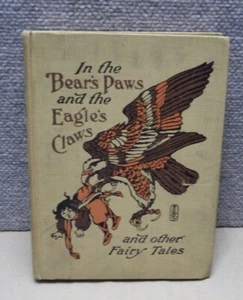 In the
Bear's Paws
and the
Eagle's
Claws
and other
Fairy Tales